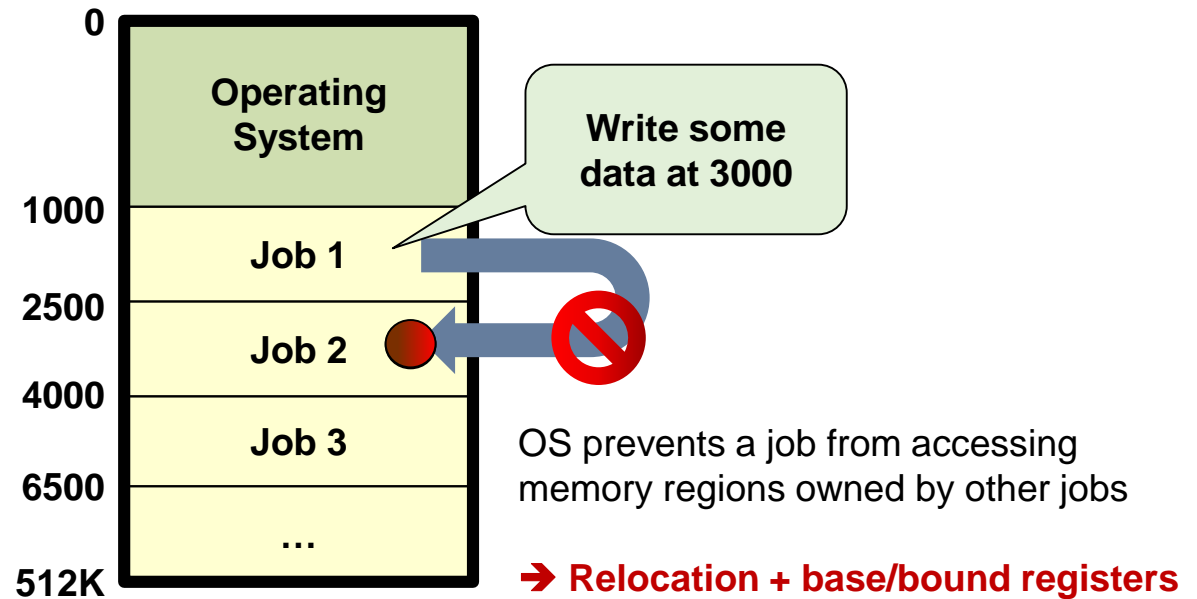 0
Operating
System
Write some
data at 3000
1000
Job 1
2500
Job 2
4000
Job 3
OS prevents a job from accessing
memory regions owned by other jobs
6500
…
512K
➔ Relocation + base/bound registers